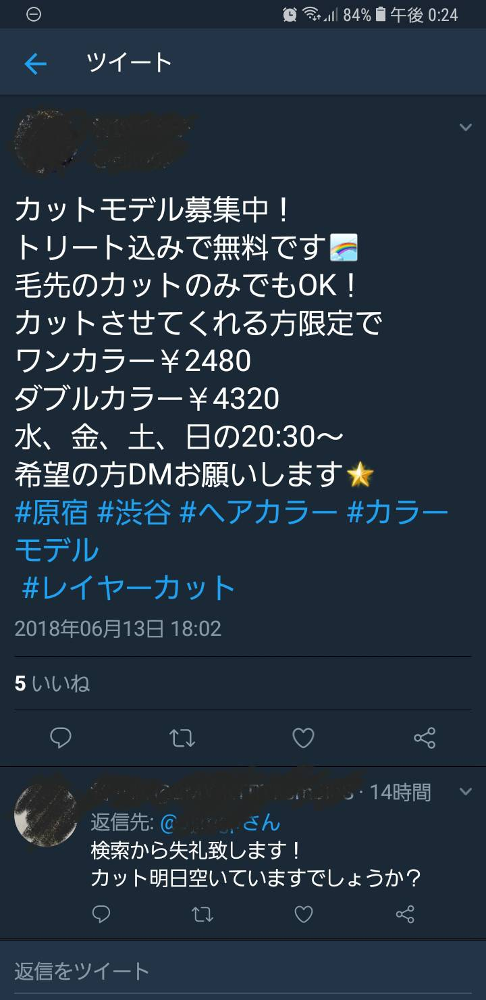 84% 午後 0:24
ツイート
カットモデル募集中！
トリート込みで無料です
毛先のカットのみでもOK！
カットさせてくれる方限定で
ワンカラー￥2480
ダブルカラー￥4320
水、金、土、日の20:30〜
希望の方DMお願いします
#原宿 #渋谷 #ヘアカラー #カラー
モデル
#レイヤーカット
2018年06月13日 18:02
5 いいね
· 14時間
返信先: @ さん
検索から失礼致します！
カット明日空いていますでしょうか？
返信をツイート